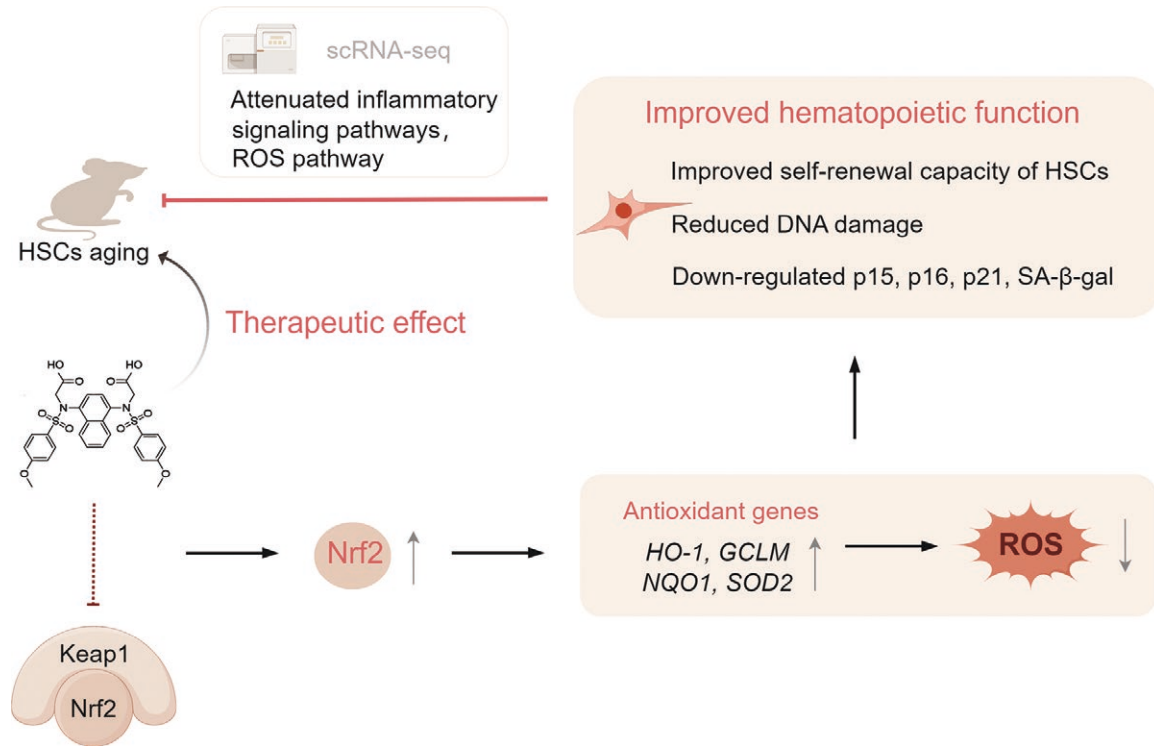 scRNA-seq
Attenuated inflammatory
signaling pathways,
ROS pathway
HSCs aging
Therapeutic effect
Improved hematopoietic function
Improved self-renewal capacity of HSCs
Reduced DNA damage
Down-regulated p15, p16, p21, SA-β-gal
HO
O
HO
O
N
N
O
S
O
O
S
O
O
O
Keap1
Nrf2
Nrf2
Antioxidant genes
HO-1, GCLM
NQO1, SOD2
ROS